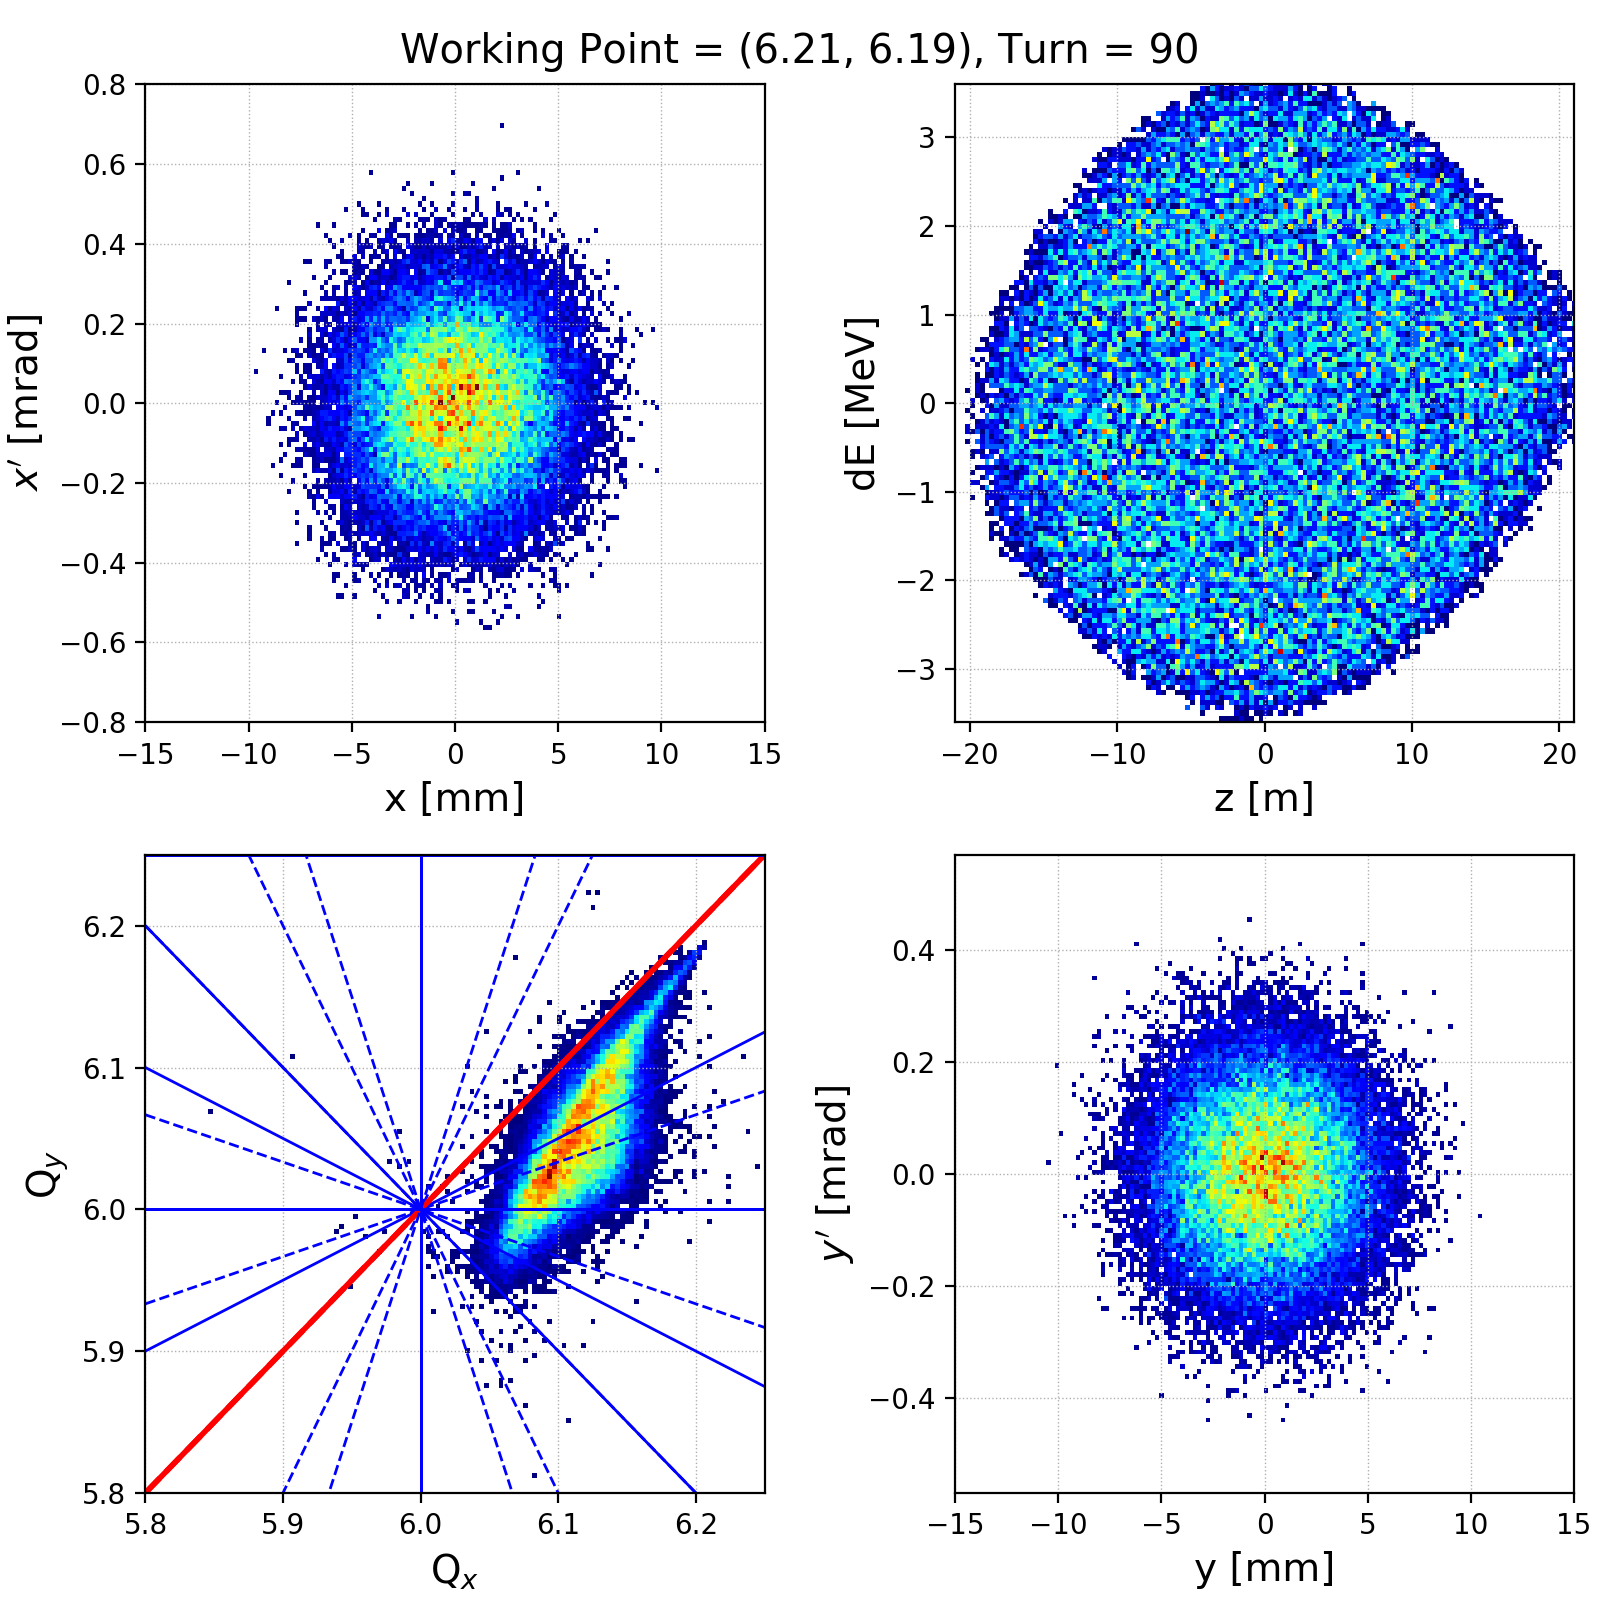 Working Point = (6.21, 6.19), Turn = 90
0.8
0.6
0.4
0.2
0.0
−0.2
−0.4
−0.6
−0.8
x′ [mrad]
−15 −10 −5 0 5 10 15
x [mm]
3
2
1
0
−1
−2
−3
dE [MeV]
−20 −10 0 10 20
z [m]
6.2
6.1
6.0
5.9
5.8
Qy
5.8 5.9 6.0 6.1 6.2
Qx
0.4
0.2
0.0
−0.2
−0.4
y′ [mrad]
−15 −10 −5 0 5 10 15
y [mm]